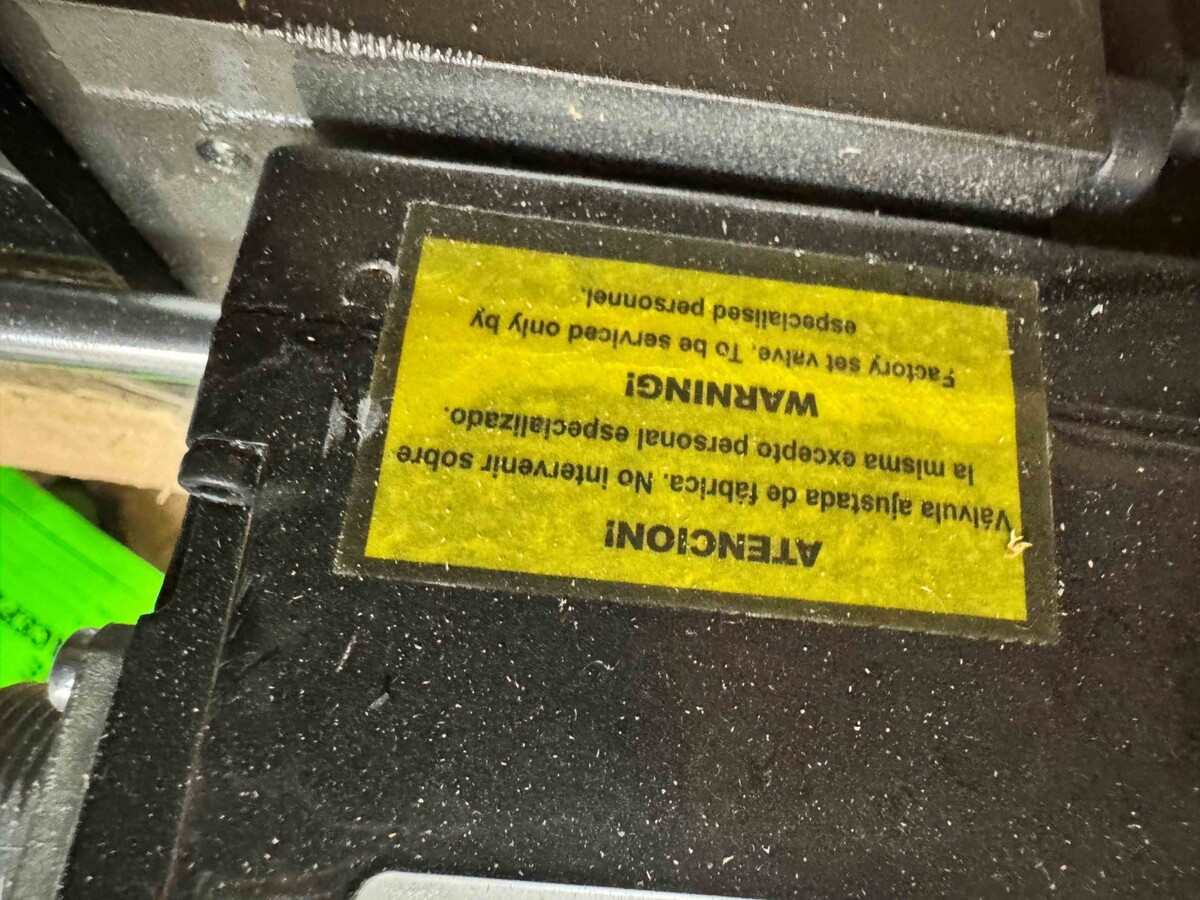 ATENCION!
Válvula ajustada de fábrica. No intervenir sobre
la misma excepto personal especializado.
WARNING!
Factory set valve. To be serviced only by
especialised personnel.